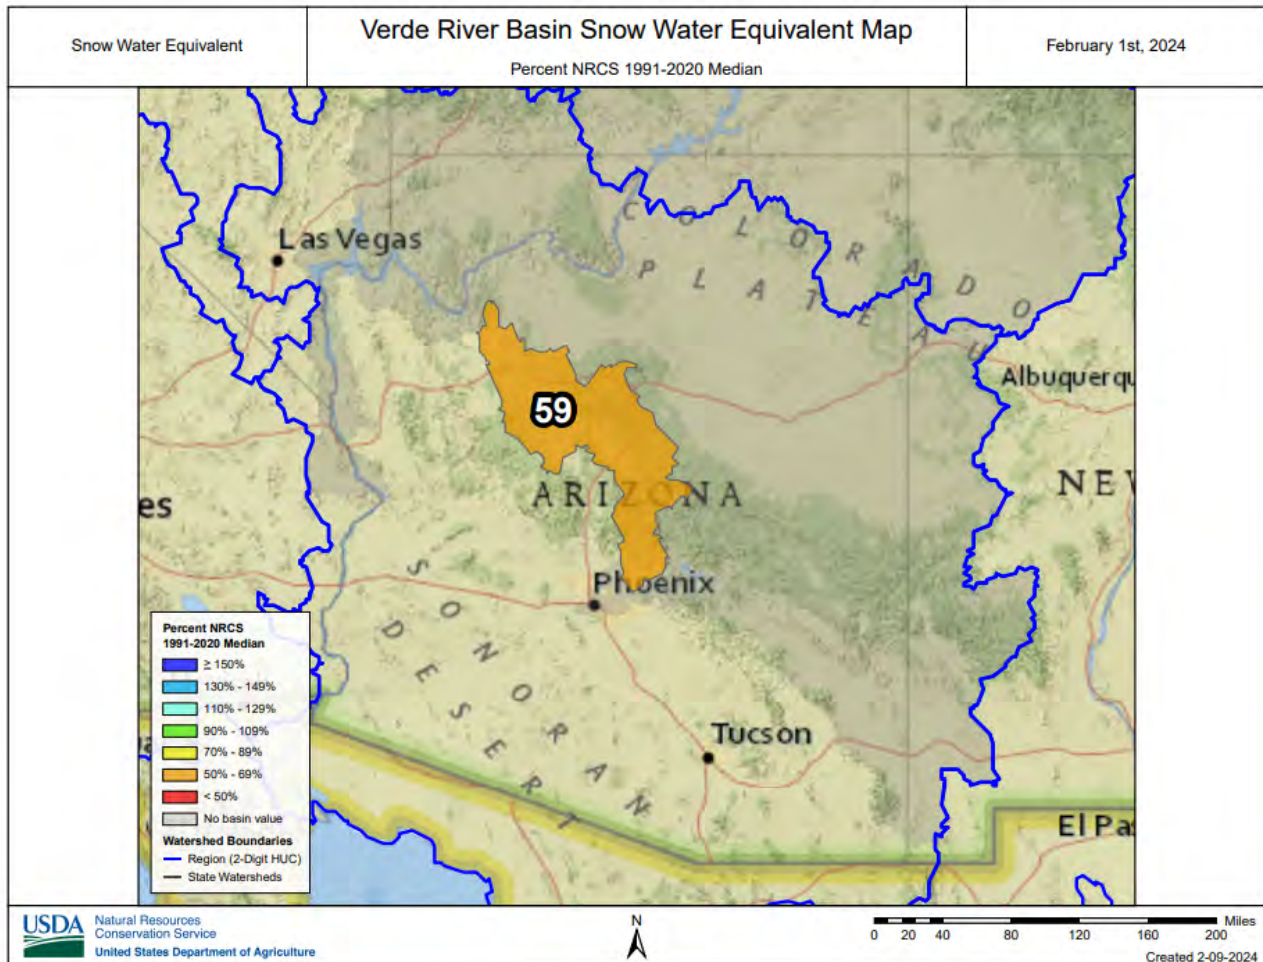 Snow Water Equivalent
Verde River Basin Snow Water Equivalent Map
Percent NRCS 1991-2020 Median
February 1st, 2024
Las Vegas
COLORADO
PLATEAU
Albuquerqu
59
ARIZONA
NEW
es
Phoenix
SONORAN
DESERT
Tucson
El Pas
Percent NRCS
1991-2020 Median
≥ 150%
130% - 149%
110% - 129%
90% - 109%
70% - 89%
50% - 69%
< 50%
No basin value
Watershed Boundaries
Region (2-Digit HUC)
State Watersheds
USDA
Natural Resources
Conservation Service
United States Department of Agriculture
N
0 20 40 80 120 160 200 Miles
Created 2-09-2024